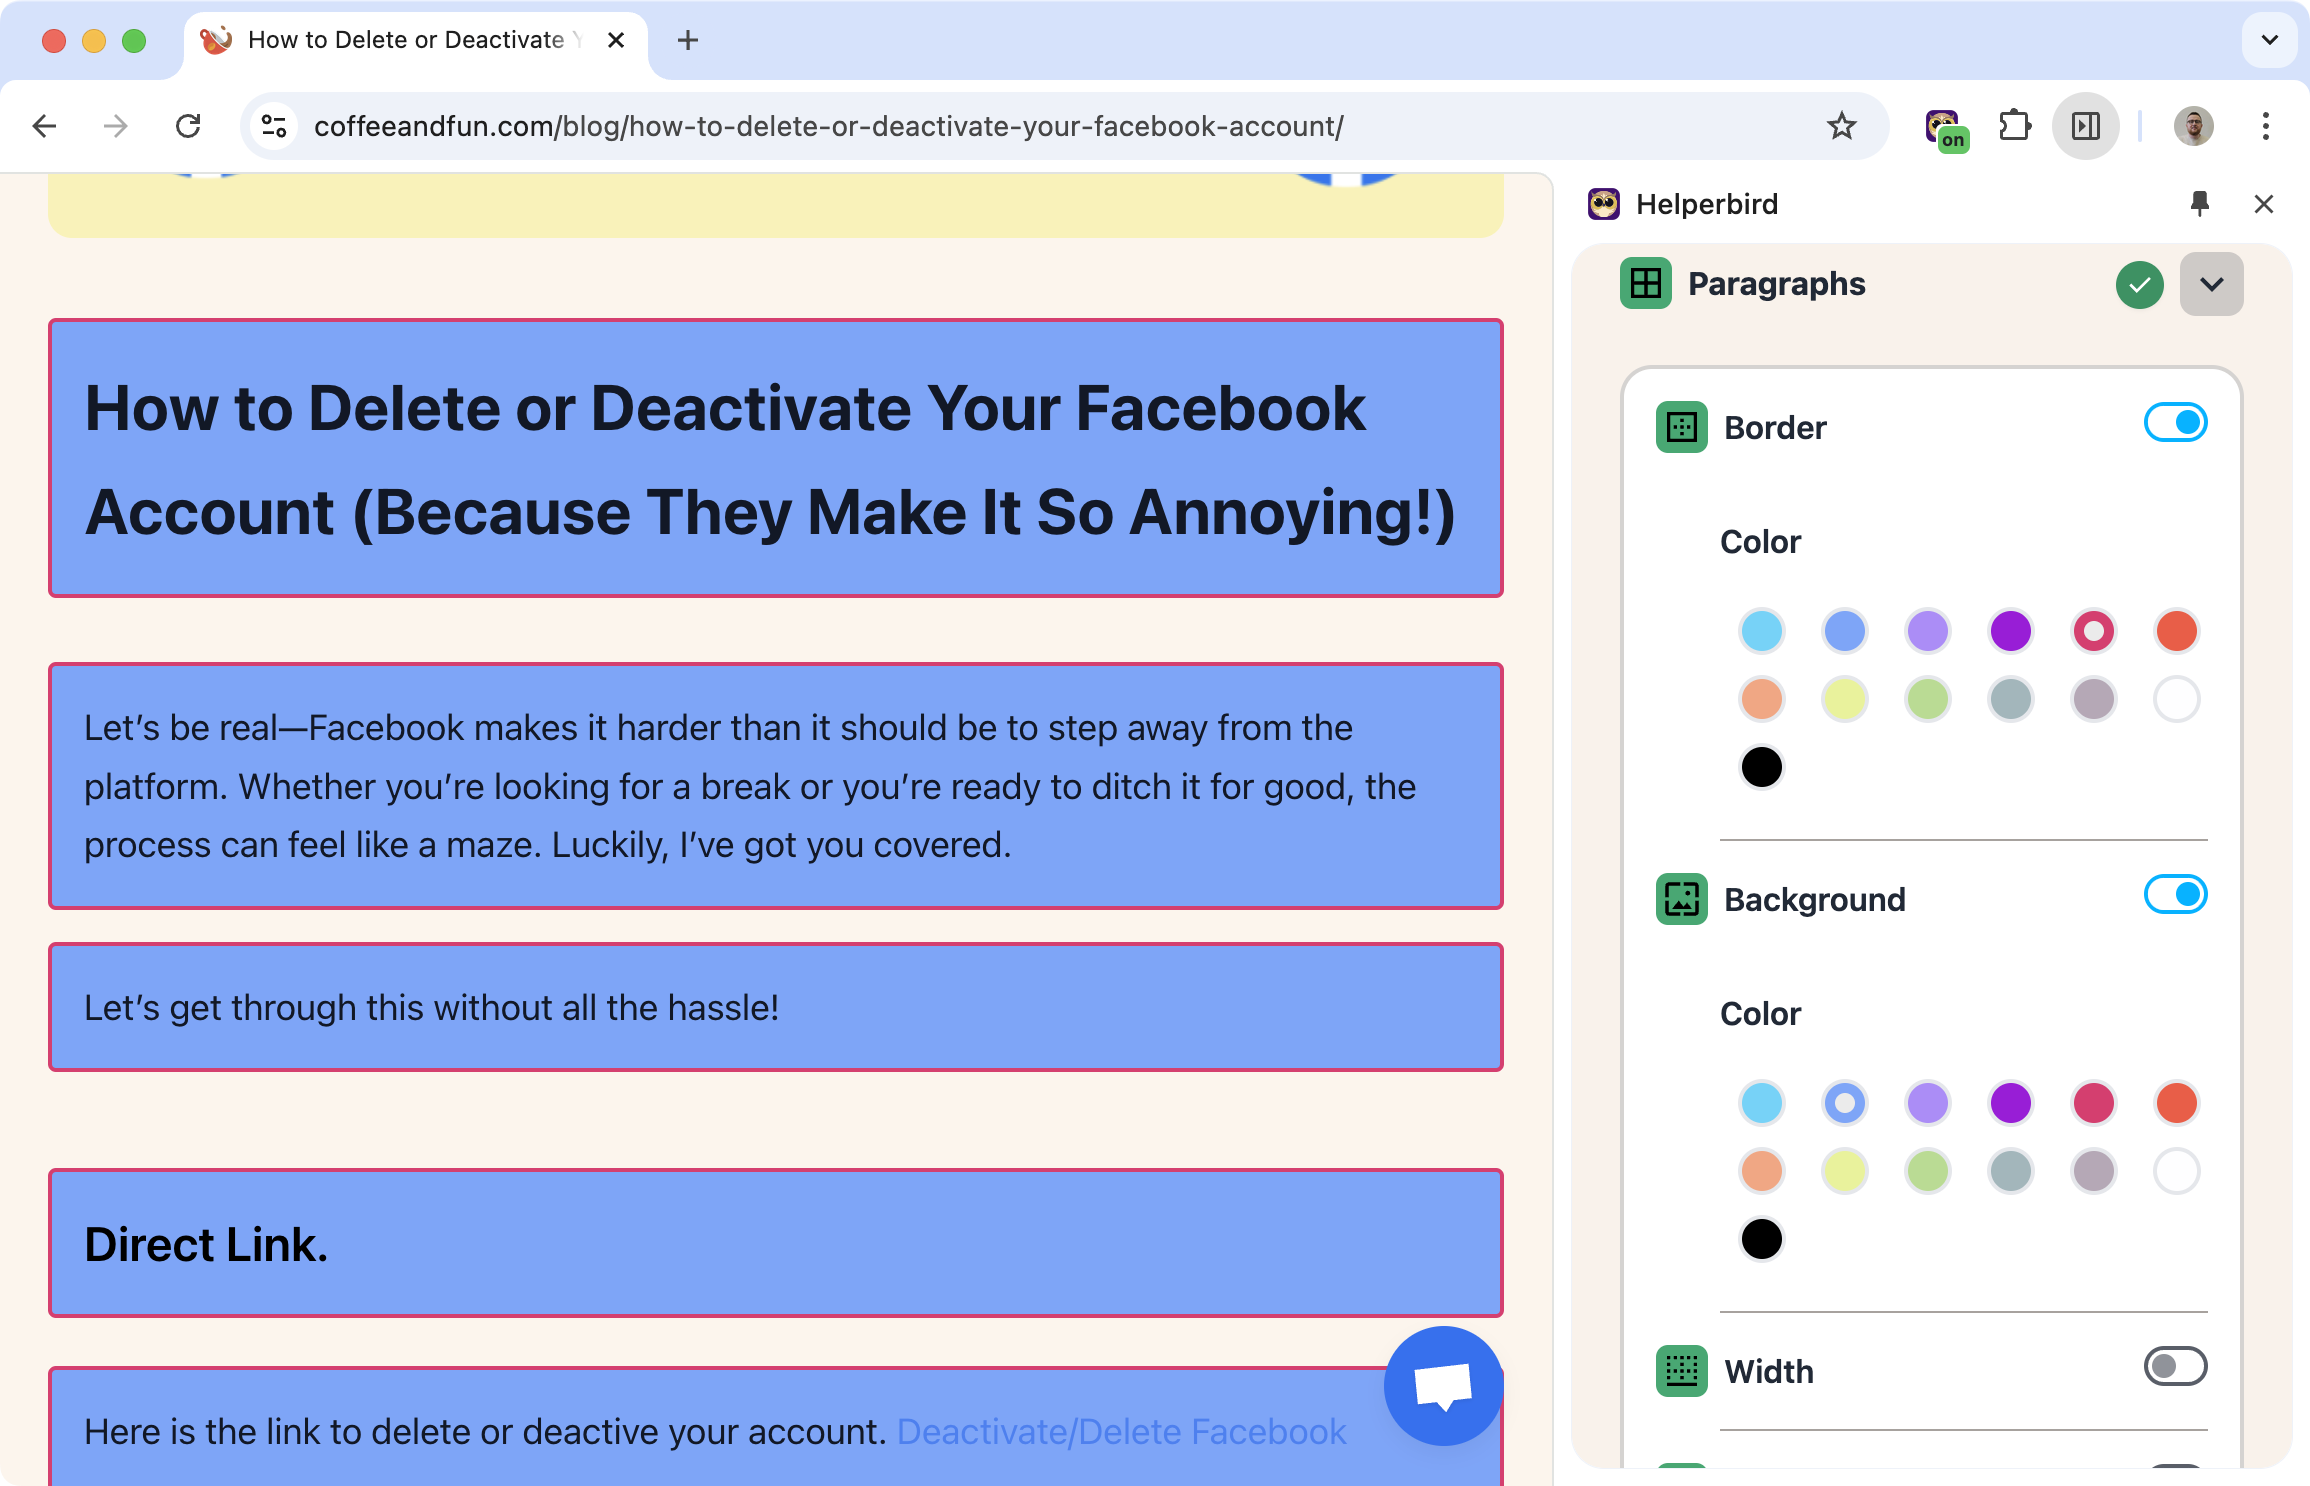 How to Delete or Deactivate Y
coffeeandfun.com/blog/how-to-delete-or-deactivate-your-facebook-account/
on
How to Delete or Deactivate Your Facebook
Account (Because They Make It So Annoying!)
Let’s be real—Facebook makes it harder than it should be to step away from the
platform. Whether you’re looking for a break or you’re ready to ditch it for good, the
process can feel like a maze. Luckily, I’ve got you covered.
Let’s get through this without all the hassle!
Direct Link.
Here is the link to delete or deactive your account. Deactivate/Delete Facebook
Helperbird
Paragraphs
Border
Color
Background
Color
Width